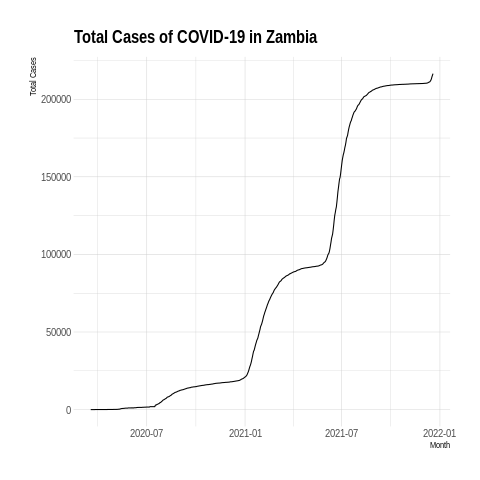 Total Cases of COVID-19 in Zambia
Total Cases
200000
150000
100000
50000
0
2020-07 2021-01 2021-07 2022-01
Month